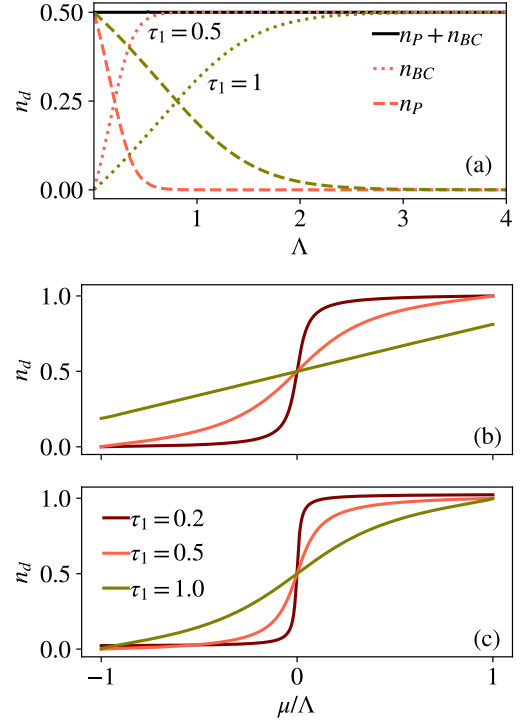 0.50
0.25
0.00
n_d
τ₁ = 0.5
τ₁ = 1
n_P + n_BC
n_BC
n_P
(a)
1
2
3
4
Λ
1.0
0.5
0.0
n_d
(b)
1.0
0.5
0.0
n_d
τ₁ = 0.2
τ₁ = 0.5
τ₁ = 1.0
(c)
−1
0
1
μ/Λ